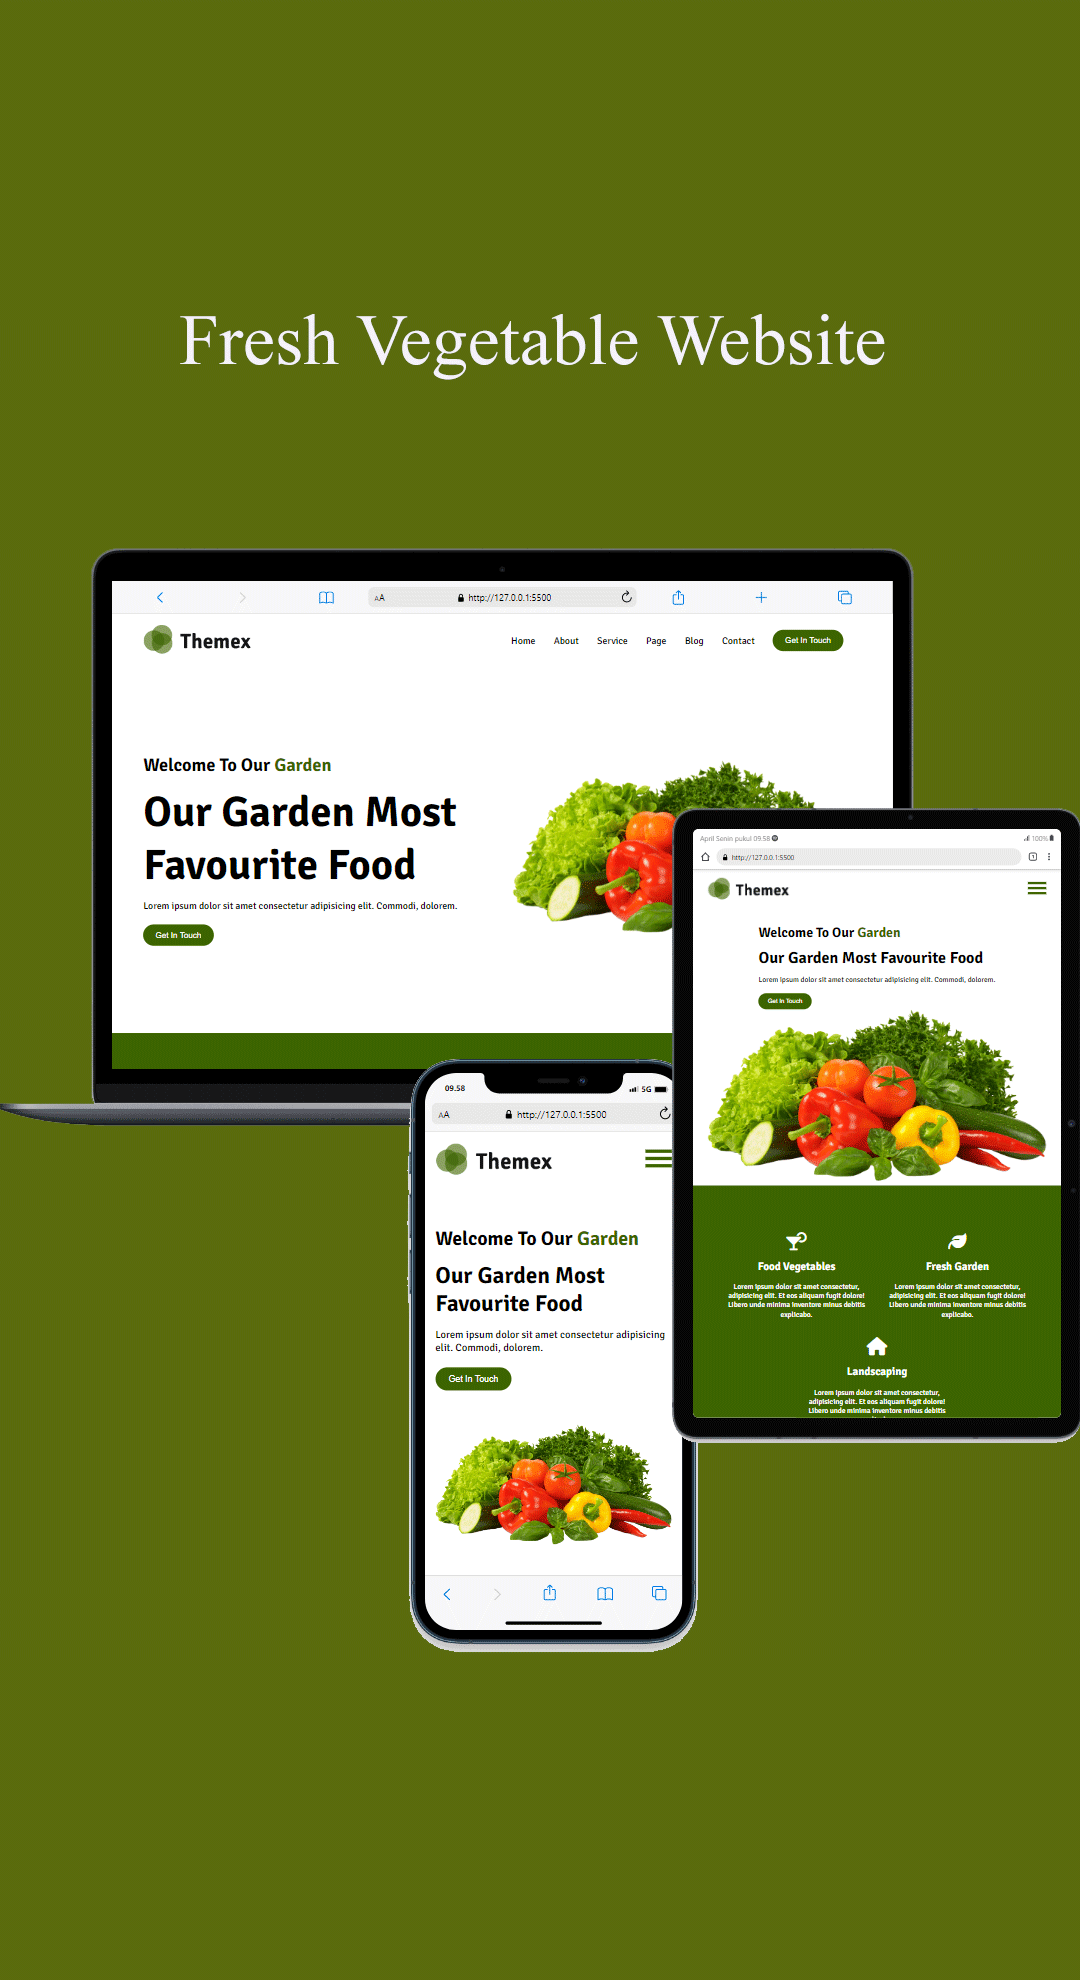 Fresh Vegetable Website
AA http://127.0.0.1:5500
Themex Home About Service Page Blog Contact Get In Touch
Welcome To Our Garden
Our Garden Most
Favourite Food
Lorem ipsum dolor sit amet consectetur adipisicing elit. Commodi, dolorem.
Get In Touch
April Senin pukul 09.58 100%
http://127.0.0.1:5500 1
Themex
Welcome To Our Garden
Our Garden Most Favourite Food
Lorem ipsum dolor sit amet consectetur adipisicing elit. Commodi, dolorem.
Get In Touch
Food Vegetables
Lorem ipsum dolor sit amet consectetur,
adipisicing elit. Et eos aliquam fugit dolore!
Libero unde minima inventore minus debitis
explicabo.
Fresh Garden
Lorem ipsum dolor sit amet consectetur,
adipisicing elit. Et eos aliquam fugit dolore!
Libero unde minima inventore minus debitis
explicabo.
Landscaping
Lorem ipsum dolor sit amet consectetur,
adipisicing elit. Et eos aliquam fugit dolore!
Libero unde minima inventore minus debitis
09.58 5G
AA http://127.0.0.1:5500
Themex
Welcome To Our Garden
Our Garden Most
Favourite Food
Lorem ipsum dolor sit amet consectetur adipisicing
elit. Commodi, dolorem.
Get In Touch